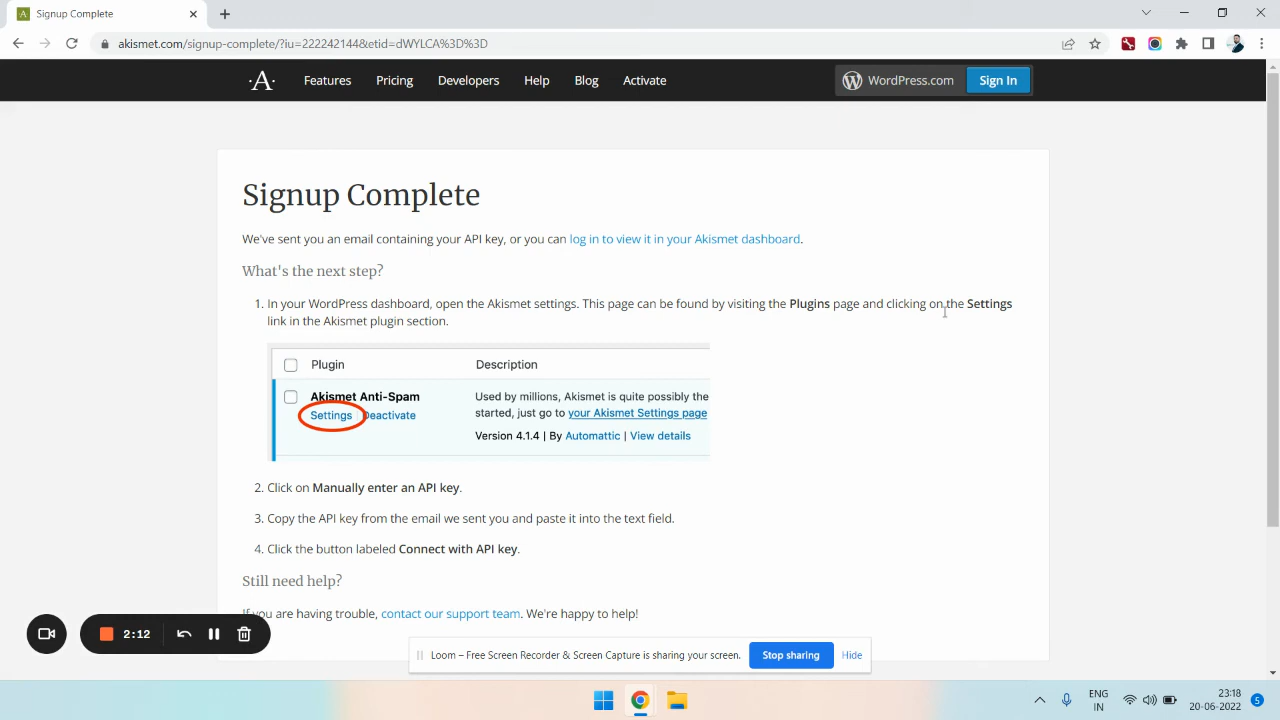 Signup Complete
akismet.com/signup-complete/?iu=222242144&etid=dWYLCA%3D%3D
·A·
Features
Pricing
Developers
Help
Blog
Activate
WordPress.com
Sign In
Signup Complete
We've sent you an email containing your API key, or you can log in to view it in your Akismet dashboard.
What's the next step?
1. In your WordPress dashboard, open the Akismet settings. This page can be found by visiting the Plugins page and clicking on the Settings
link in the Akismet plugin section.
Plugin
Description
Akismet Anti-Spam
Used by millions, Akismet is quite possibly the
Settings | Deactivate
started, just go to your Akismet Settings page
Version 4.1.4 | By Automattic | View details
2. Click on Manually enter an API key.
3. Copy the API key from the email we sent you and paste it into the text field.
4. Click the button labeled Connect with API key.
Still need help?
If you are having trouble, contact our support team. We're happy to help!
2:12
Loom – Free Screen Recorder & Screen Capture is sharing your screen.
Stop sharing
Hide
ENG
IN
23:18
20-06-2022
5